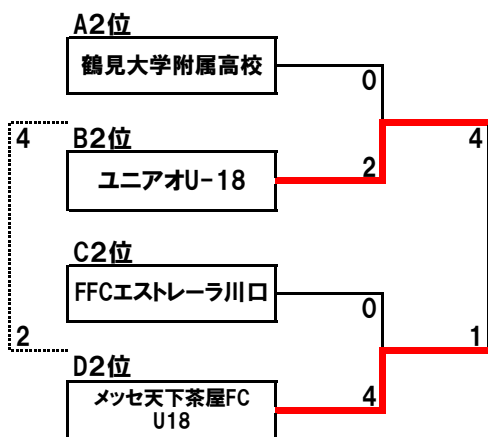 A2位
鶴見大学附属高校
0
4
B2位
4
ユニアオU-18
2
C2位
FFCエストレーラ川口
0
2
1
D2位
メッセ天下茶屋FC
U18
4